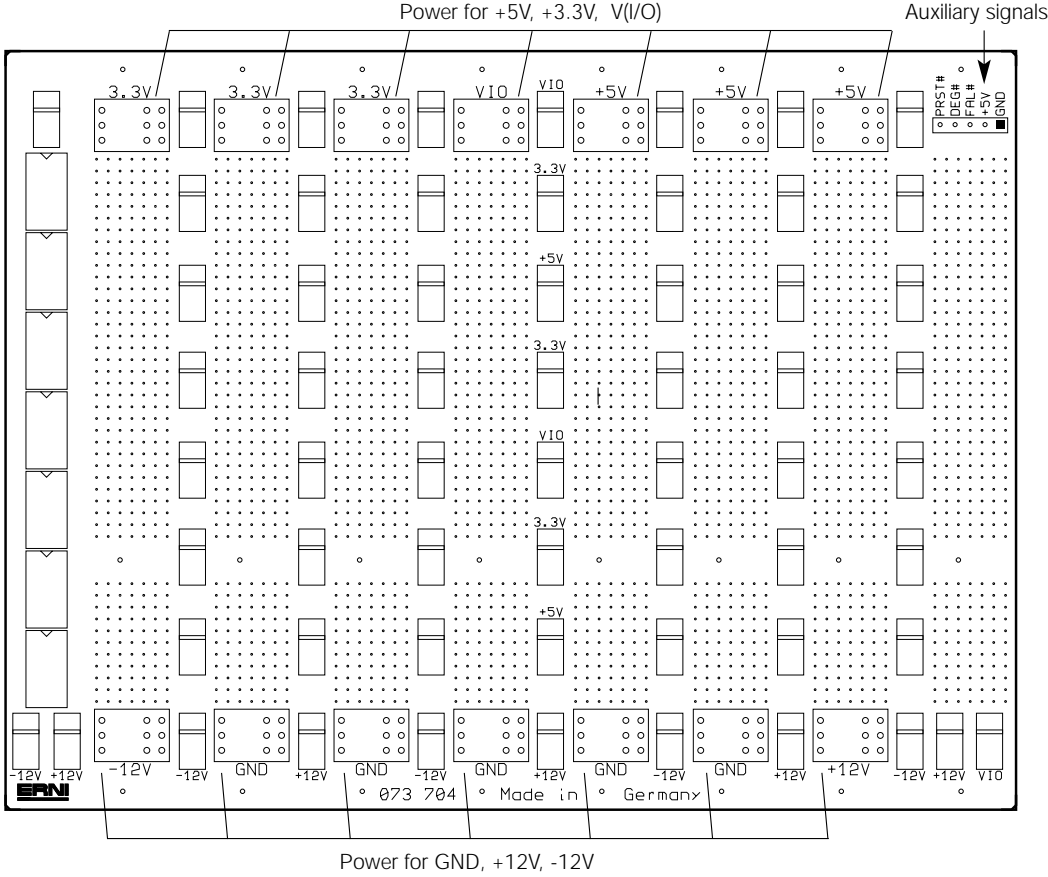 Power for +5V, +3.3V, V(I/O)
Auxiliary signals
3.3V 3.3V 3.3V VIO VIO +5V +5V +5V
PRST#
DEG#
FAL#
+5V
GND
3.3V
+5V
3.3V
VIO
3.3V
+5V
-12V +12V -12V -12V GND +12V GND -12V GND +12V GND -12V GND +12V +12V -12V +12V VIO
ERNI
073 704 Made in Germany
Power for GND, +12V, -12V